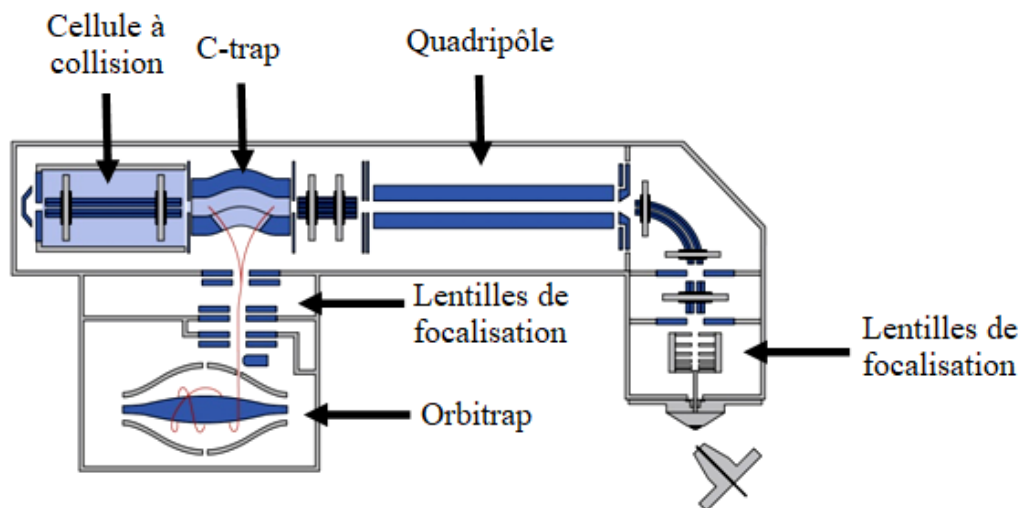 Cellule à
collision
C-trap
Quadripôle
Lentilles de
focalisation
Lentilles de
focalisation
Orbitrap